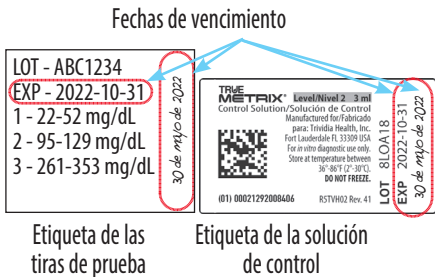 Fechas de vencimiento
LOT - ABC1234
EXP - 2022-10-31
1 - 22-52 mg/dL
2 - 95-129 mg/dL
3 - 261-353 mg/dL
30 de mayo de 2022
TRUE
METRIX® Level/Nivel 2 3 ml
Control Solution/Solución de Control
Manufactured for/Fabricado
para: Trividia Health, Inc.
Fort Lauderdale FL 33309 USA
For in vitro diagnostic use only.
Store at temperature between
36°-86°F (2°-30°C).
DO NOT FREEZE.
(01) 00021292008406 RSTVH02 Rev. 41
LOT 8LOA18
EXP 2022-10-31
30 de mayo de 2022
Etiqueta de las
tiras de prueba
Etiqueta de la solución
de control